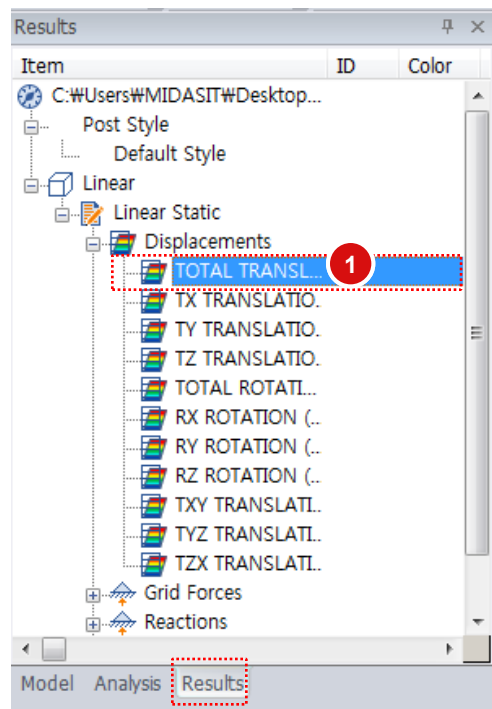 Results
Item ID Color
C:₩Users₩MIDASIT₩Desktop...
Post Style
Default Style
Linear
Linear Static
Displacements
TOTAL TRANSL... 1
TX TRANSLATIO.
TY TRANSLATIO.
TZ TRANSLATIO.
TOTAL ROTATI...
RX ROTATION (..
RY ROTATION (..
RZ ROTATION (..
TXY TRANSLATI..
TYZ TRANSLATI..
TZX TRANSLATI..
Grid Forces
Reactions
Model Analysis Results